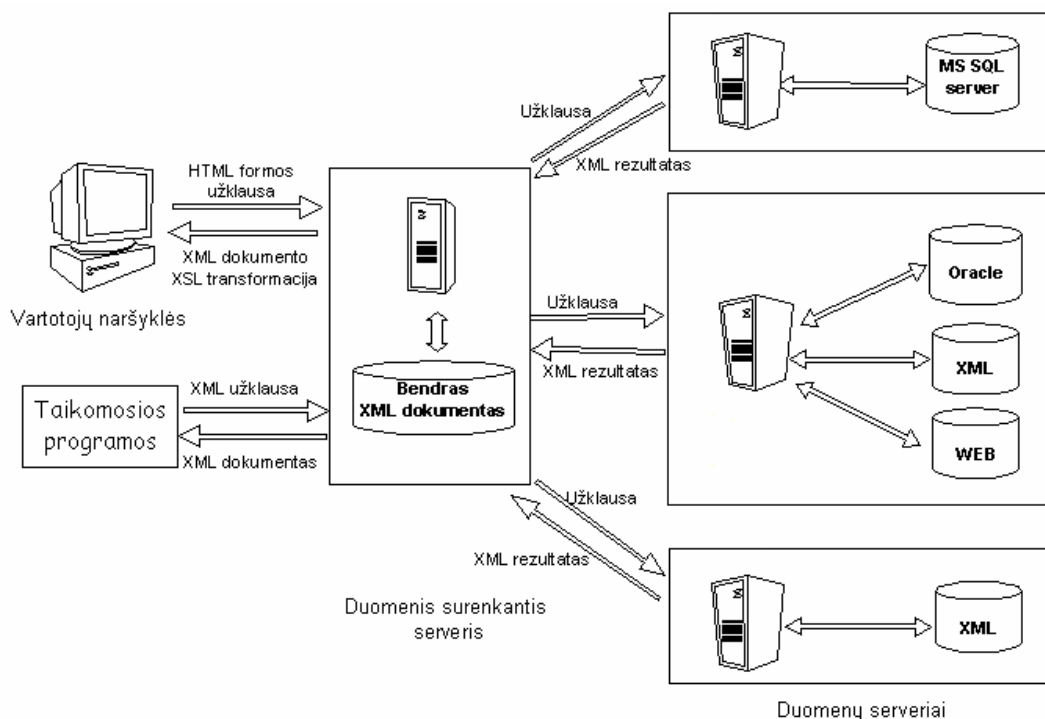 HTML formos
užklausa
XML dokumento
XSL transformacija
Vartotojų naršyklės
Taikomosios
programos
XML užklausa
XML dokumentas
Bendras
XML dokumentas
Duomenis surenkantis
serveris
Užklausa
XML rezultatas
MS SQL
server
Užklausa
XML rezultatas
Oracle
XML
WEB
Užklausa
XML rezultatas
XML
Duomenų serveriai